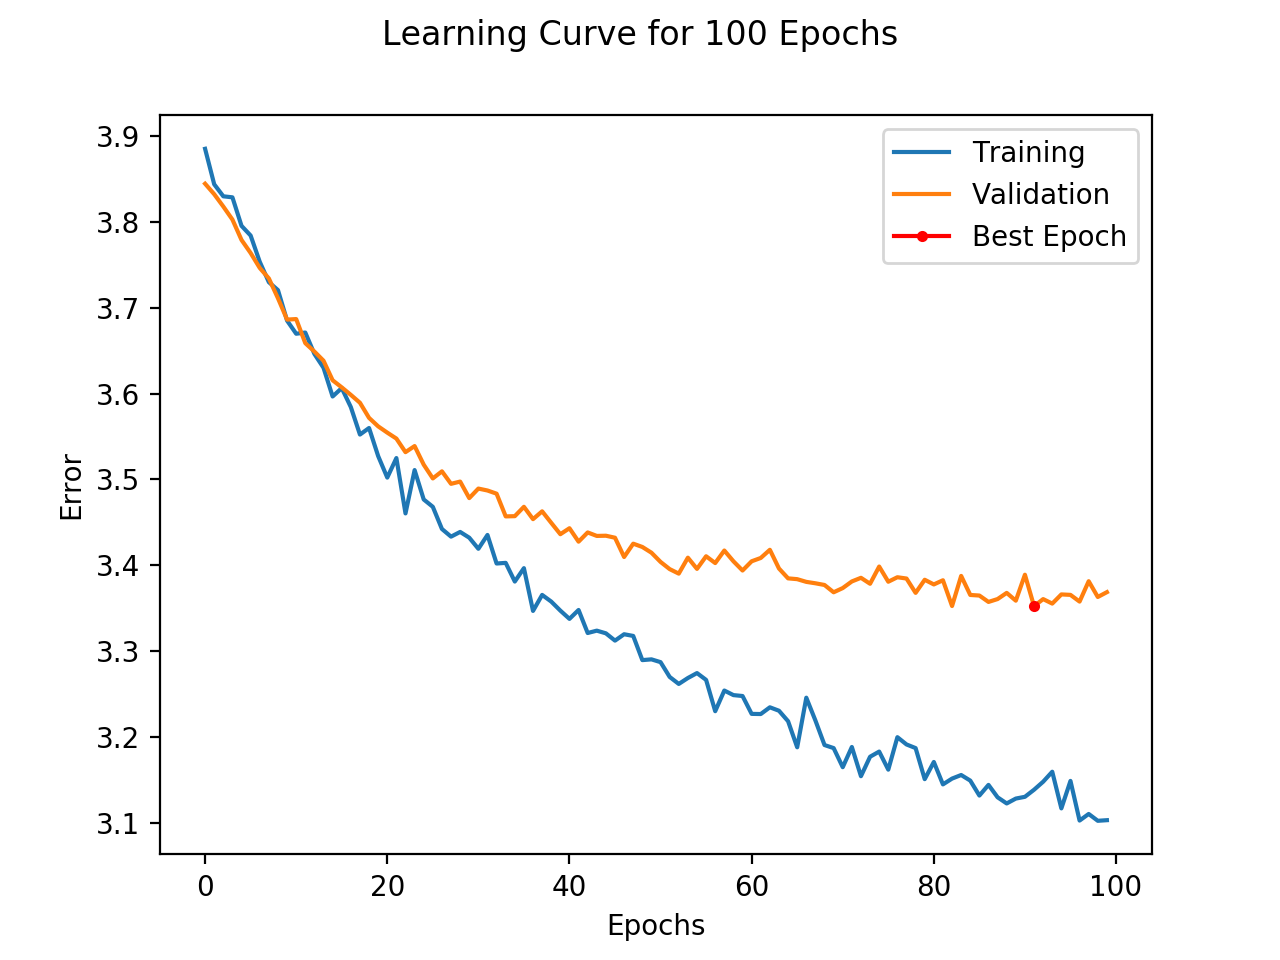 Learning Curve for 100 Epochs
Training
Validation
Best Epoch
3.9
3.8
3.7
3.6
3.5
3.4
3.3
3.2
3.1
Error
0 20 40 60 80 100
Epochs